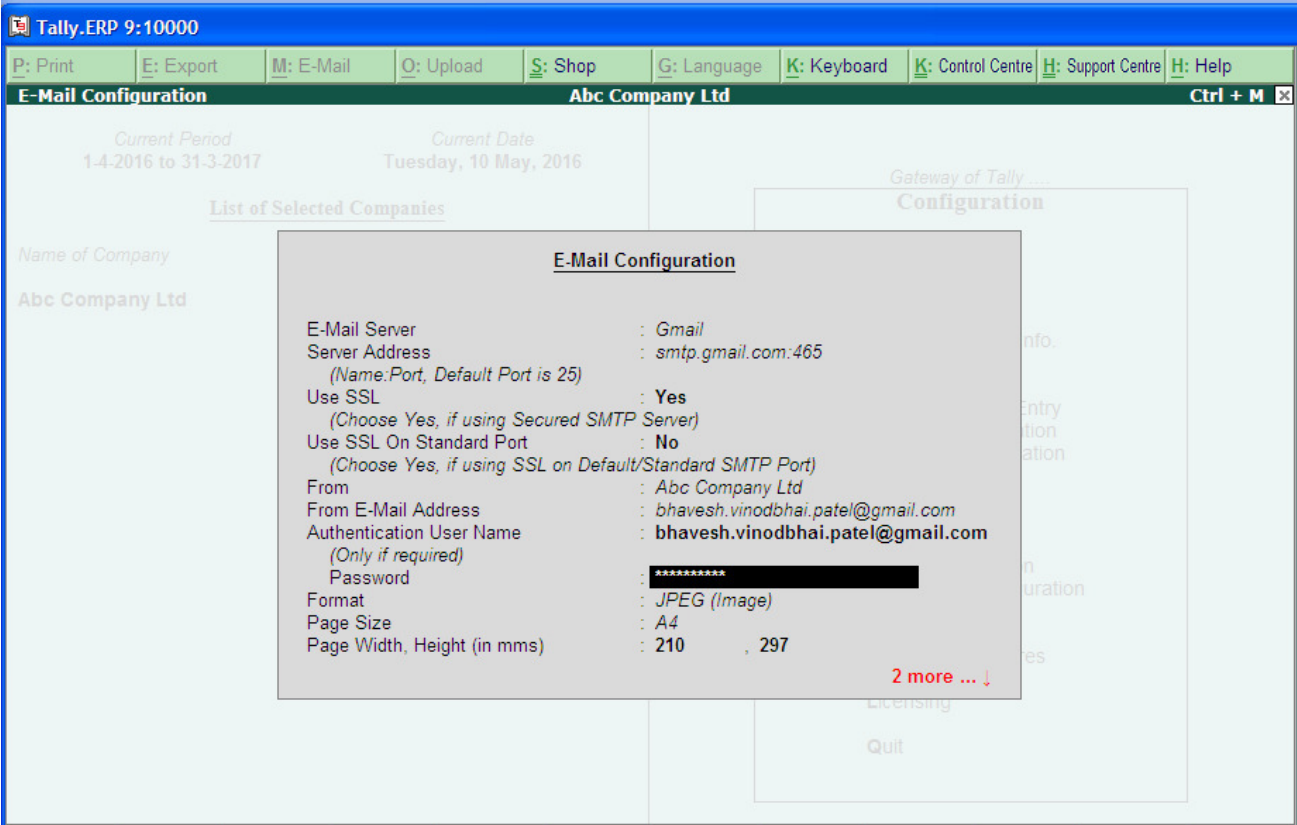 Tally.ERP 9:10000
P: Print E: Export M: E-Mail O: Upload S: Shop G: Language K: Keyboard K: Control Centre H: Support Centre H: Help
E-Mail Configuration Abc Company Ltd Ctrl + M
Current Period Current Date
1-4-2016 to 31-3-2017 Tuesday, 10 May, 2016
Gateway of Tally ....
Configuration
List of Selected Companies
Name of Company
Abc Company Ltd
E-Mail Configuration
E-Mail Server : Gmail
Server Address : smtp.gmail.com:465
nfo.
(Name:Port, Default Port is 25)
Use SSL : Yes
Entry
(Choose Yes, if using Secured SMTP Server)
tion
Use SSL On Standard Port : No
ation
(Choose Yes, if using SSL on Default/Standard SMTP Port)
From : Abc Company Ltd
From E-Mail Address : bhavesh.vinodbhai.patel@gmail.com
Authentication User Name : bhavesh.vinodbhai.patel@gmail.com
(Only if required)
n
Password : **********
uration
Format : JPEG (Image)
Page Size : A4
Page Width, Height (in mms) : 210 , 297
res
2 more ... ↓
Licensing
Quit